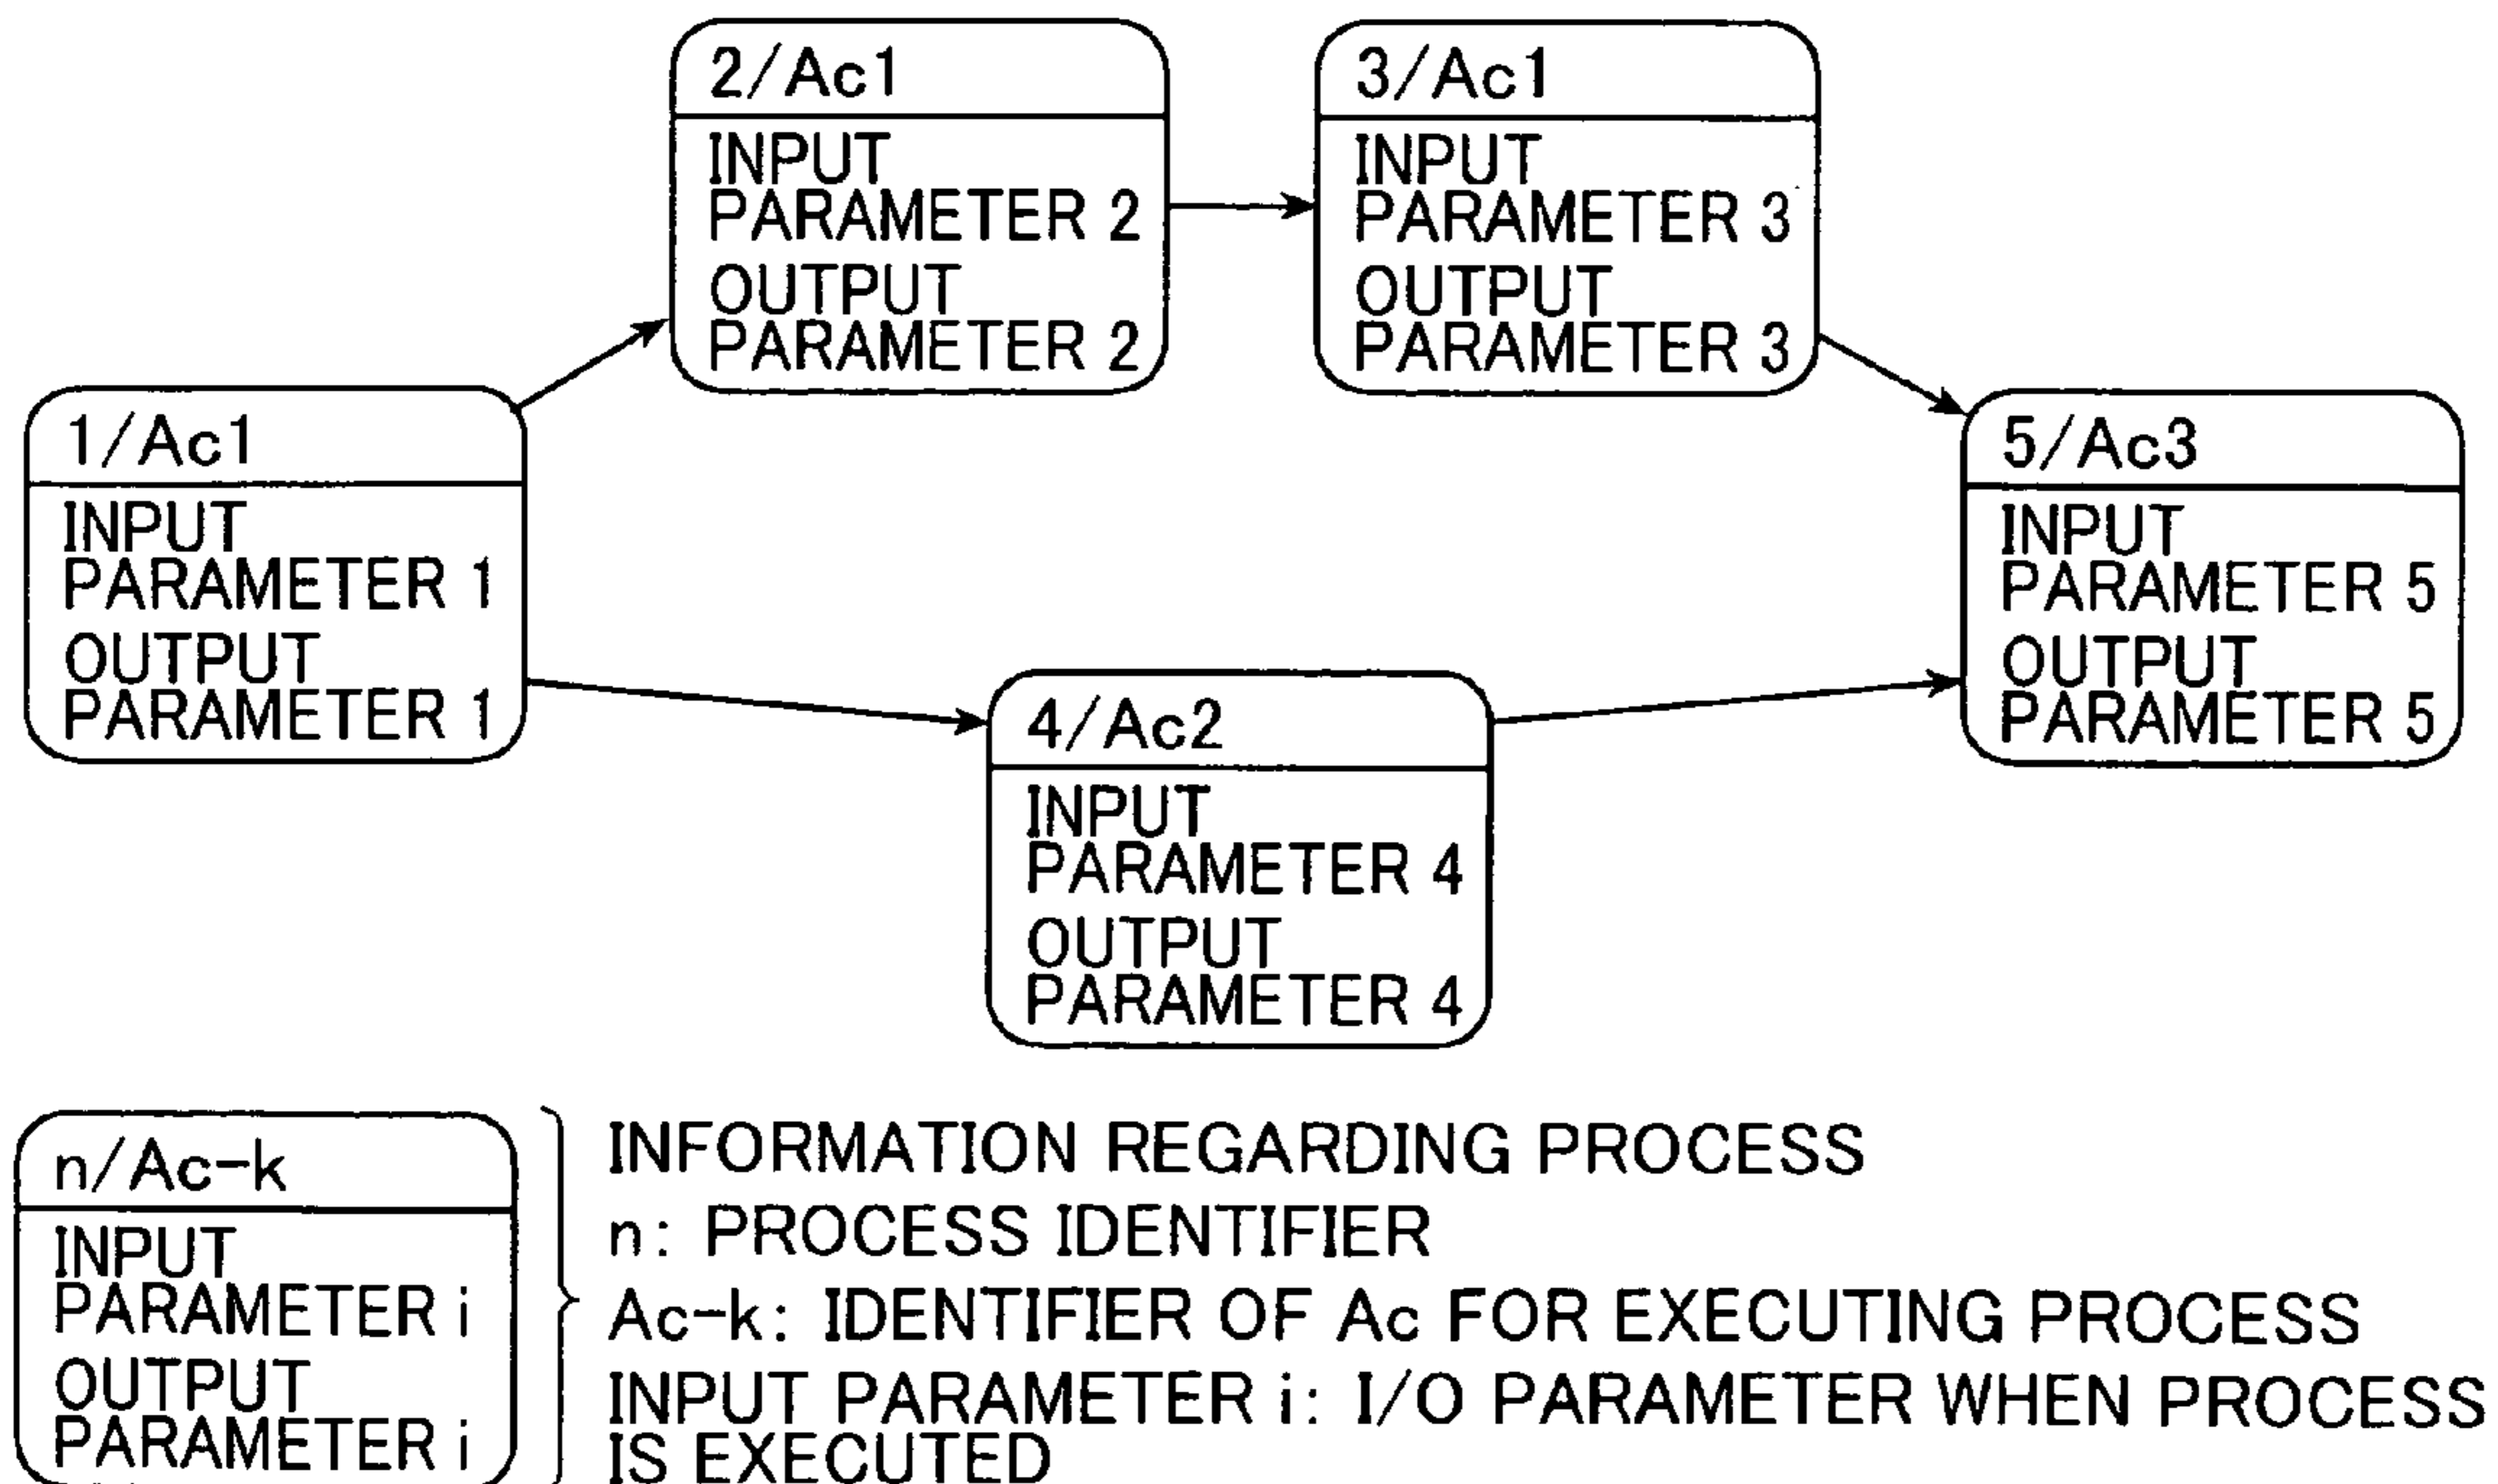 2/Ac1
INPUT
PARAMETER 2
OUTPUT
PARAMETER 2
3/Ac1
INPUT
PARAMETER 3
OUTPUT
PARAMETER 3
1/Ac1
INPUT
PARAMETER 1
OUTPUT
PARAMETER 1
5/Ac3
INPUT
PARAMETER 5
OUTPUT
PARAMETER 5
4/Ac2
INPUT
PARAMETER 4
OUTPUT
PARAMETER 4
n/Ac-k
INPUT
PARAMETER i
OUTPUT
PARAMETER i
INFORMATION REGARDING PROCESS
n: PROCESS IDENTIFIER
Ac-k: IDENTIFIER OF Ac FOR EXECUTING PROCESS
INPUT PARAMETER i: I/O PARAMETER WHEN PROCESS
IS EXECUTED